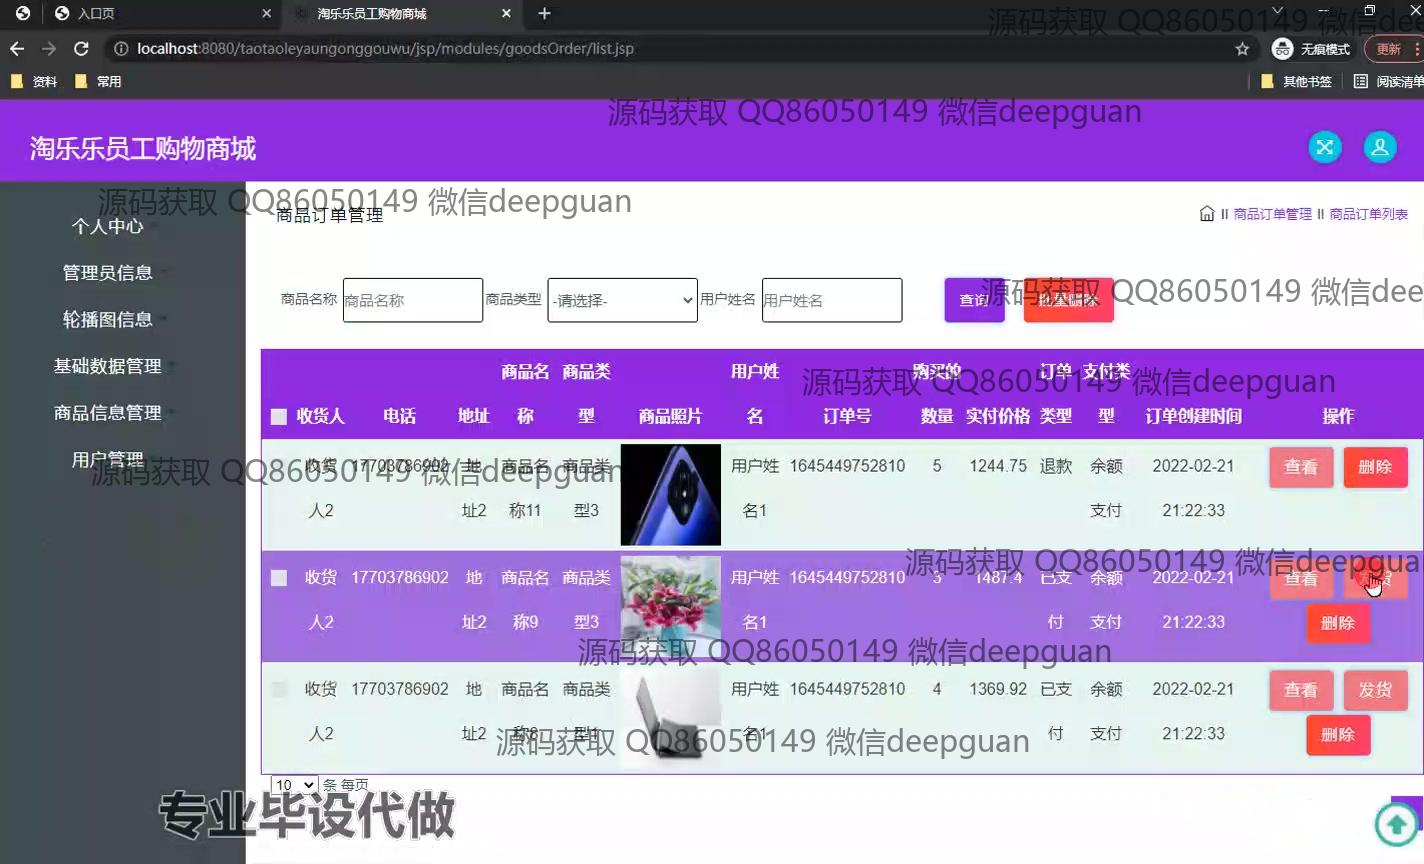 入口页
淘乐乐员工购物商城
localhost:8080/taotaoleyaungonggouwu/jsp/modules/goodsOrder/list.jsp
无痕模式
更新
资料
常用
其他书签
阅读清单
源码获取 QQ86050149 微信dee
源码获取 QQ86050149 微信deepguan
淘乐乐员工购物商城
源码获取 QQ86050149 微信deepguan
商品订单管理
商品订单管理 II 商品订单列表
个人中心
管理员信息
轮播图信息
基础数据管理
商品信息管理
用户管理
商品名称 商品名称 商品类型 -请选择- 用户姓名 用户姓名 查询 批量删除
源码获取 QQ86050149 微信dee
源码获取 QQ86050149 微信deepguan
收货人 电话 地址 商品名称 商品类型 商品照片 用户姓名 订单号 购买的数量 实付价格 订单类型 支付类型 订单创建时间 操作
收货人2 17703786902 地址2 商品名称11 商品类型3 用户姓名1 1645449752810 5 1244.75 退款 余额支付 2022-02-21 21:22:33 查看 删除
源码获取 QQ86050149 微信deepguan
收货人2 17703786902 地址2 商品名称9 商品类型3 用户姓名1 1645449752810 3 1487.4 已支付 余额支付 2022-02-21 21:22:33 查看 删除
源码获取 QQ86050149 微信deepguan
源码获取 QQ86050149 微信deepguan
收货人2 17703786902 地址2 商品名称8 商品类型1 用户姓名1 1645449752810 4 1369.92 已支付 余额支付 2022-02-21 21:22:33 查看 发货 删除
源码获取 QQ86050149 微信deepguan
10 条 每页
专业毕设代做